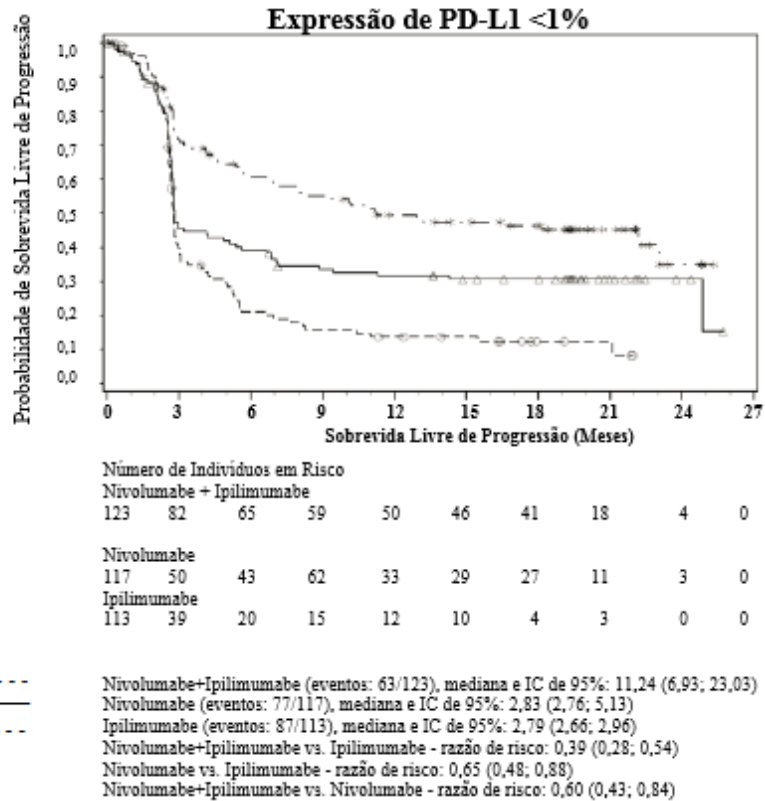 Expressão de PD-L1 <1%
Probabilidade de Sobrevida Livre de Progressão
1,0
0,9
0,8
0,7
0,6
0,5
0,4
0,3
0,2
0,1
0,0
0 3 6 9 12 15 18 21 24 27
Sobrevida Livre de Progressão (Meses)
Número de Indivíduos em Risco
Nivolumabe + Ipilimumabe
123 82 65 59 50 46 41 18 4 0
Nivolumabe
117 50 43 62 33 29 27 11 3 0
Ipilimumabe
113 39 20 15 12 10 4 3 0 0
Nivolumabe+Ipilimumabe (eventos: 63/123), mediana e IC de 95%: 11,24 (6,93; 23,03)
Nivolumabe (eventos: 77/117), mediana e IC de 95%: 2,83 (2,76; 5,13)
Ipilimumabe (eventos: 87/113), mediana e IC de 95%: 2,79 (2,66; 2,96)
Nivolumabe+Ipilimumabe vs. Ipilimumabe - razão de risco: 0,39 (0,28; 0,54)
Nivolumabe vs. Ipilimumabe - razão de risco: 0,65 (0,48; 0,88)
Nivolumabe+Ipilimumabe vs. Nivolumabe - razão de risco: 0,60 (0,43; 0,84)